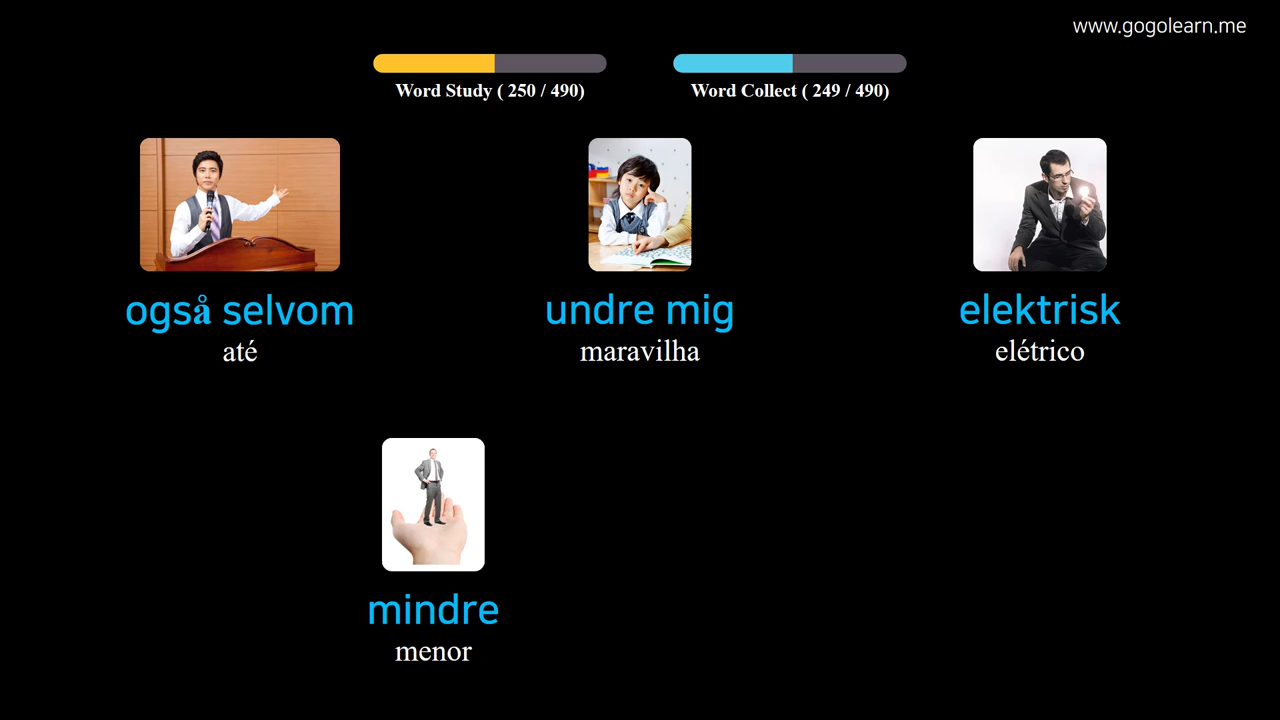 www.gogolearn.me
Word Study ( 250 / 490)
Word Collect ( 249 / 490)
også selvom
até
undre mig
maravilha
elektrisk
elétrico
mindre
menor